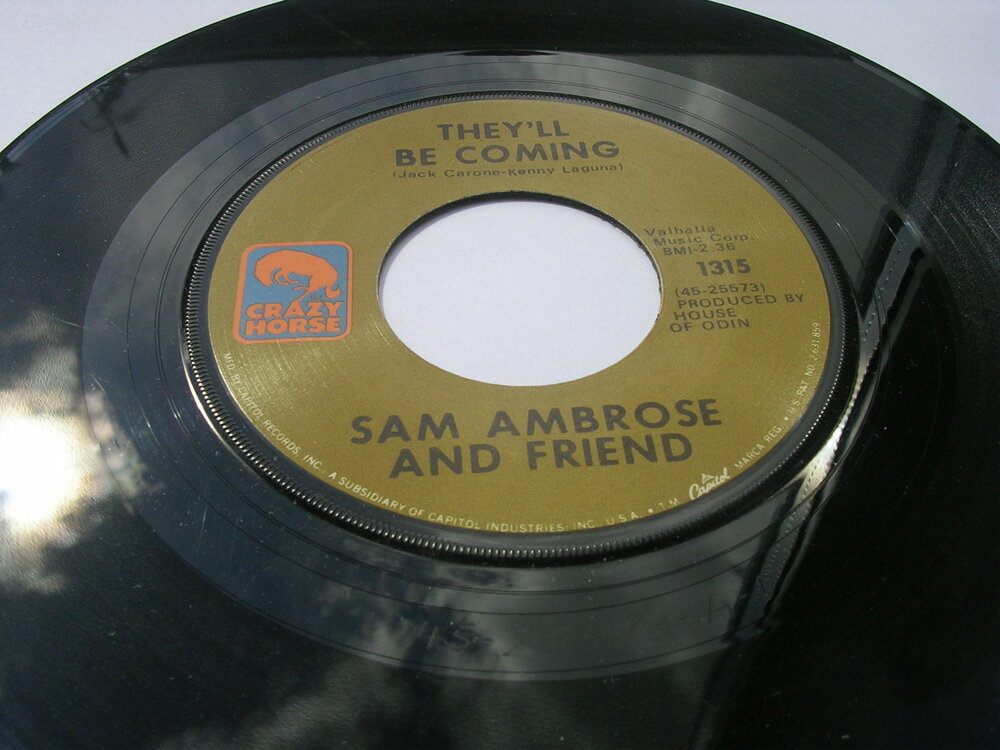 THEY'LL
BE COMING
(Jack Carone-Kenny Laguna)
Valhalla
Music Corp.
BMI-2 36
1315
(45-25573)
PRODUCED BY
HOUSE
OF ODIN
CRAZY
HORSE
SAM AMBROSE
AND FRIEND
MFD. BY CAPITOL RECORDS, INC., A SUBSIDIARY OF CAPITOL INDUSTRIES, INC. U.S.A. • T.M. Capitol MARCA REG. • U.S. PAT. NO. 2,631,859